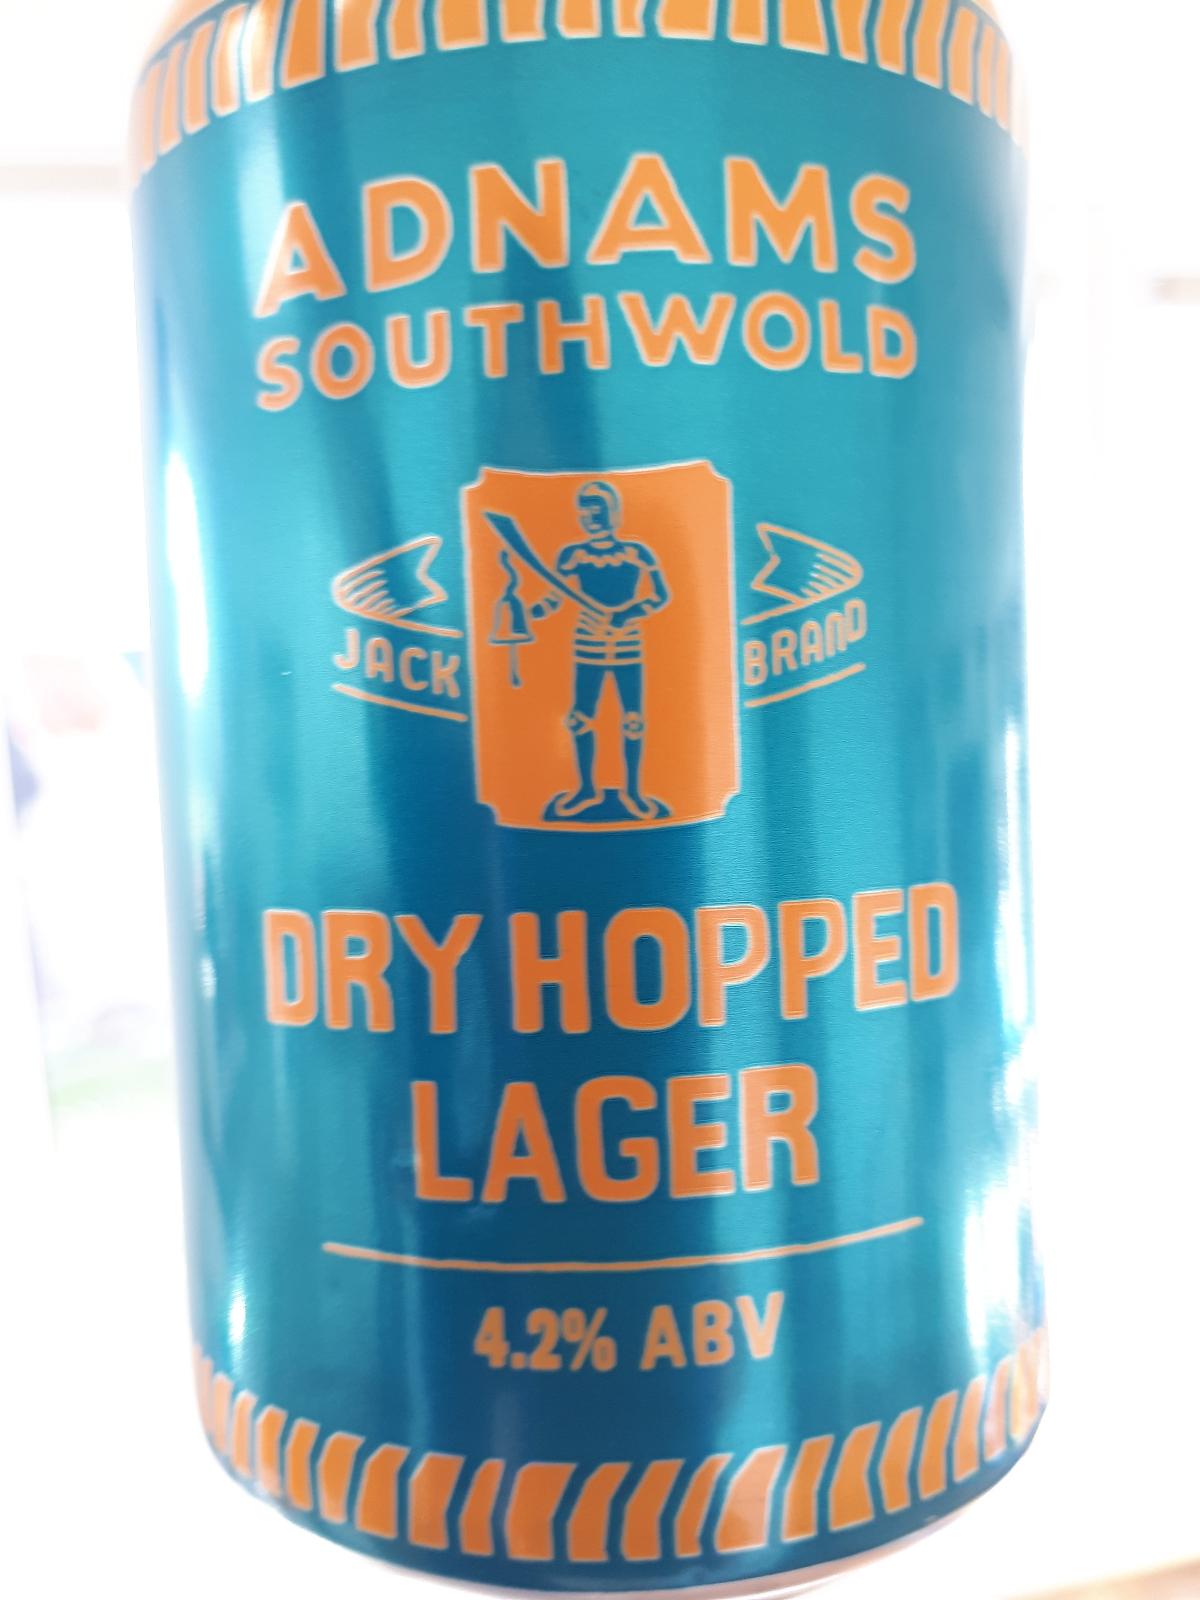 ADNAMS
SOUTHWOLD
JACK BRAND
DRY HOPPED
LAGER
4.2% ABV